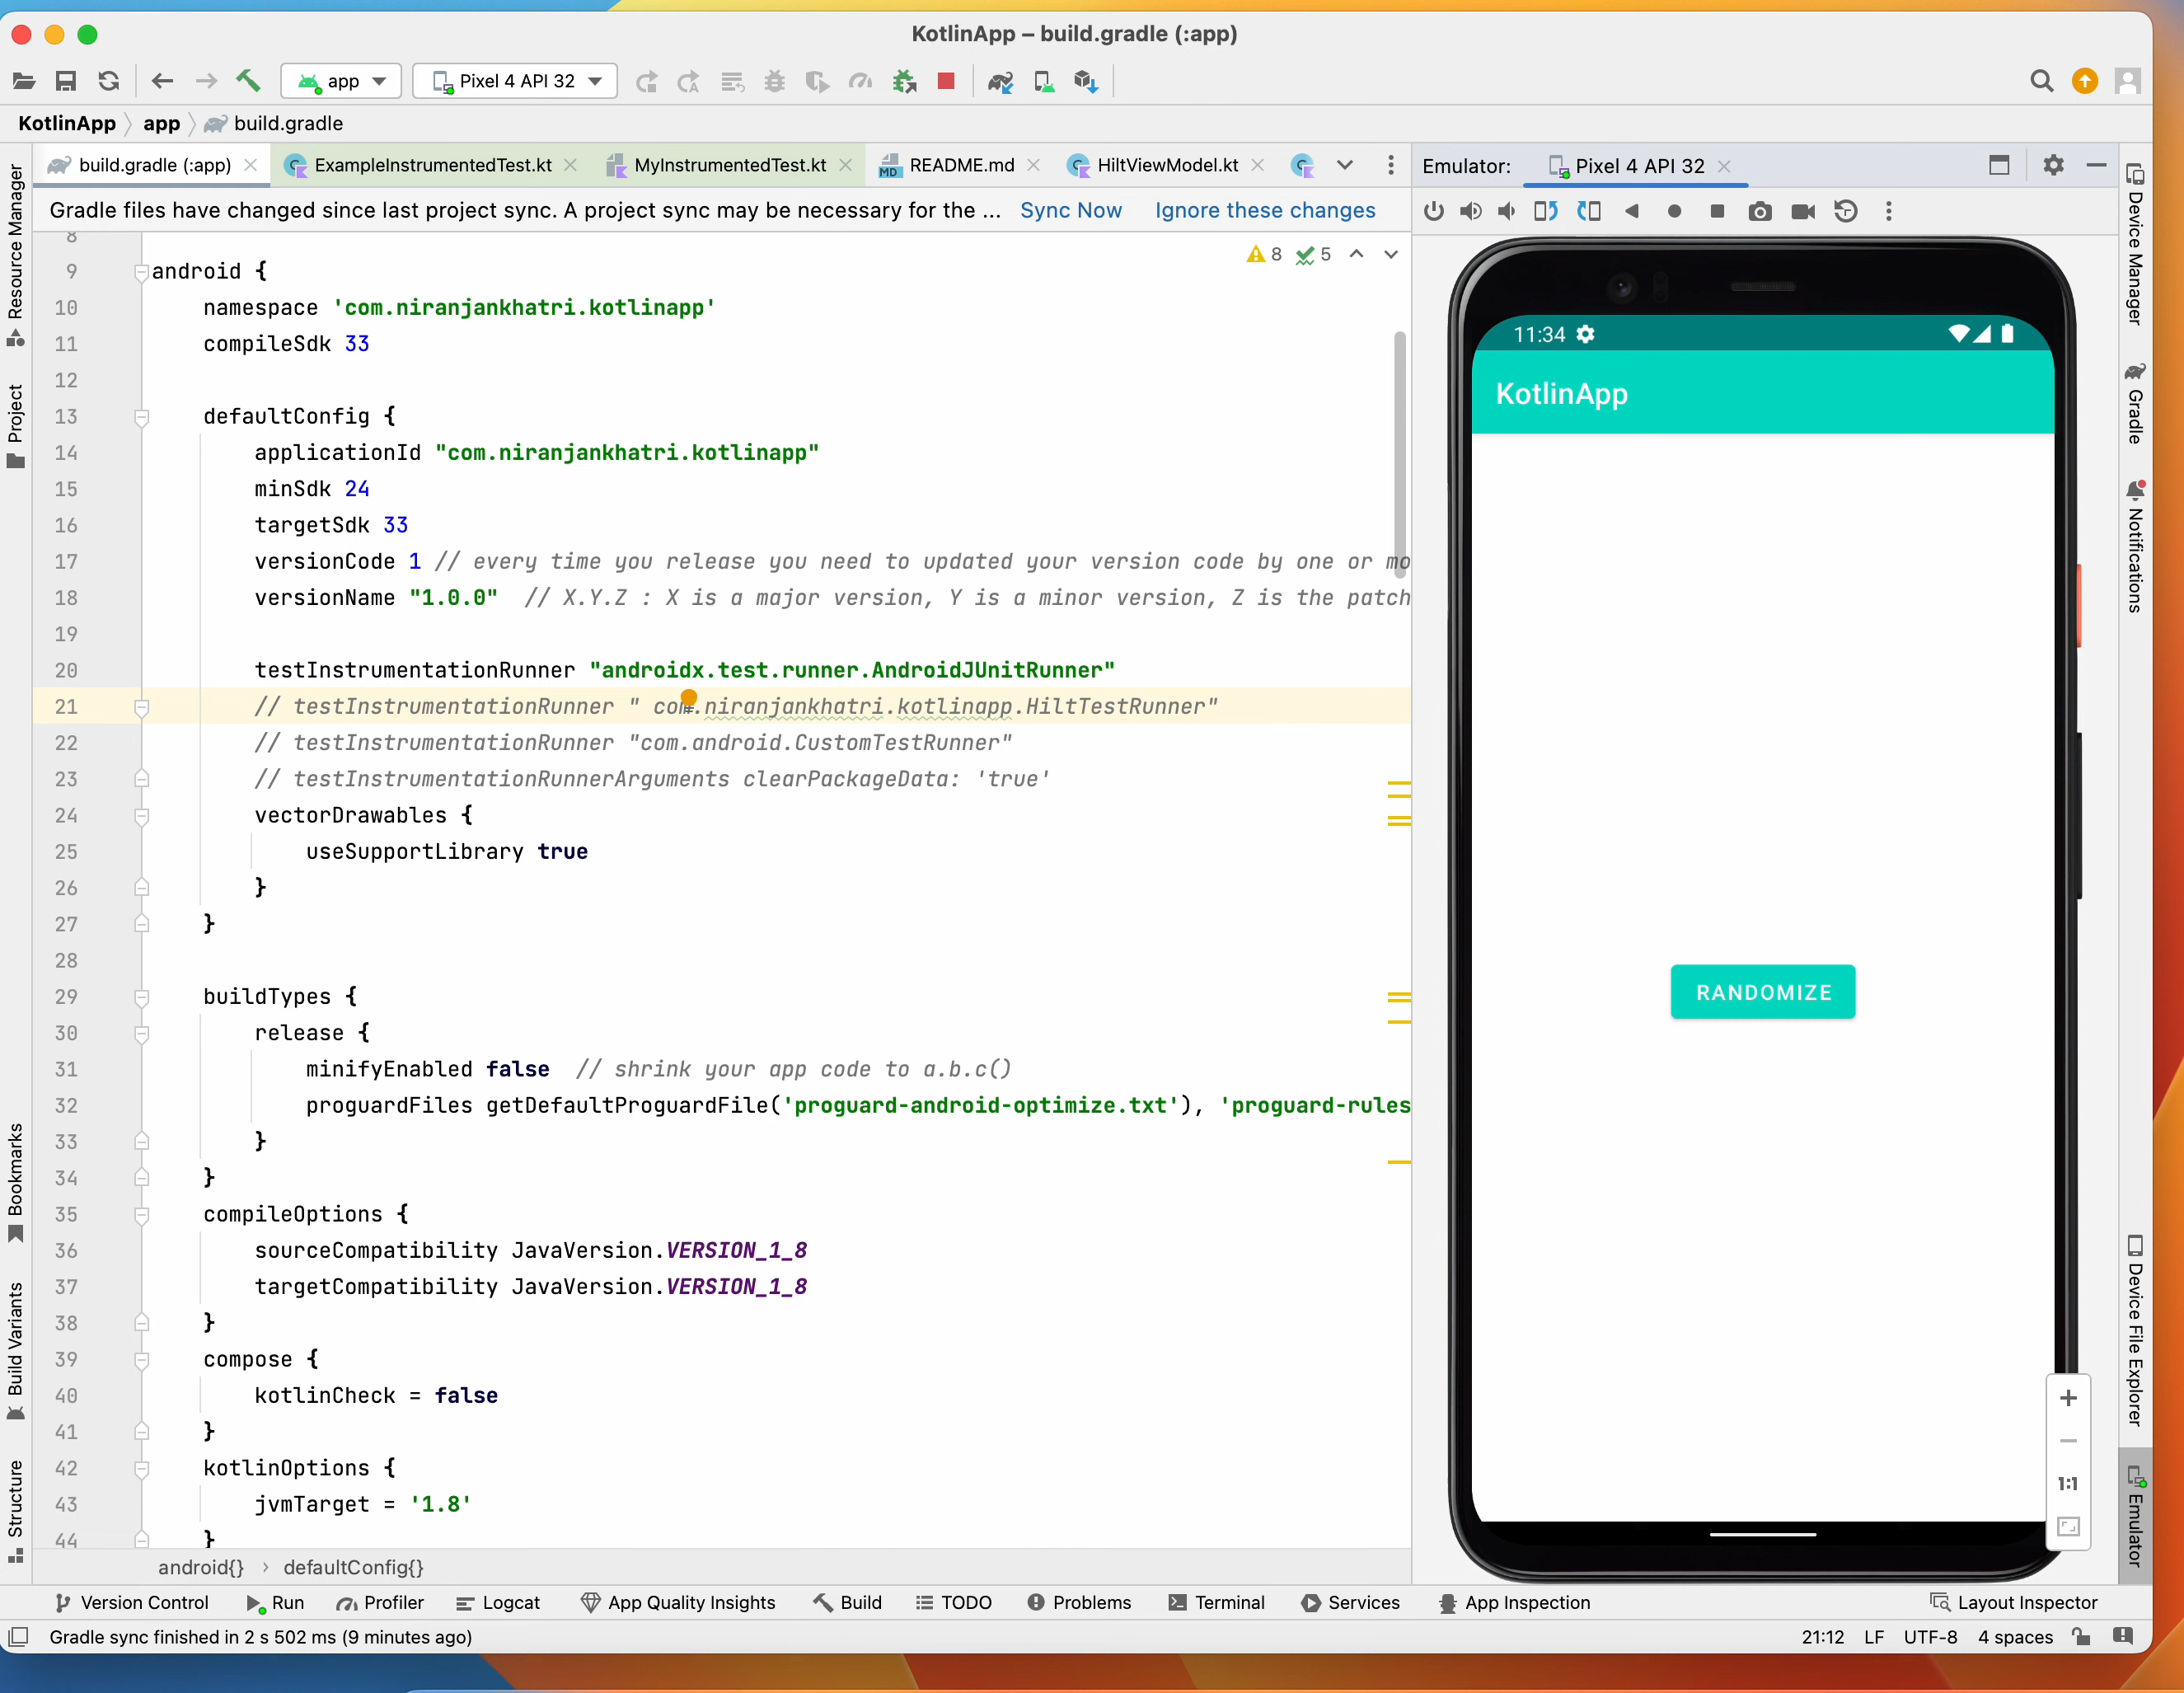 KotlinApp – build.gradle (:app)
app
Pixel 4 API 32
KotlinApp
app
build.gradle
build.gradle (:app)
ExampleInstrumentedTest.kt
MyInstrumentedTest.kt
README.md
HiltViewModel.kt
Emulator:
Pixel 4 API 32
Gradle files have changed since last project sync. A project sync may be necessary for the ...
Sync Now
Ignore these changes
8
5
8
9 android {
10 namespace 'com.niranjankhatri.kotlinapp'
11 compileSdk 33
12
13 defaultConfig {
14 applicationId "com.niranjankhatri.kotlinapp"
15 minSdk 24
16 targetSdk 33
17 versionCode 1 // every time you release you need to updated your version code by one or mo
18 versionName "1.0.0" // X.Y.Z : X is a major version, Y is a minor version, Z is the patch
19
20 testInstrumentationRunner "androidx.test.runner.AndroidJUnitRunner"
21 // testInstrumentationRunner " com.niranjankhatri.kotlinapp.HiltTestRunner"
22 // testInstrumentationRunner "com.android.CustomTestRunner"
23 // testInstrumentationRunnerArguments clearPackageData: 'true'
24 vectorDrawables {
25 useSupportLibrary true
26 }
27 }
28
29 buildTypes {
30 release {
31 minifyEnabled false // shrink your app code to a.b.c()
32 proguardFiles getDefaultProguardFile('proguard-android-optimize.txt'), 'proguard-rules
33 }
34 }
35 compileOptions {
36 sourceCompatibility JavaVersion.VERSION_1_8
37 targetCompatibility JavaVersion.VERSION_1_8
38 }
39 compose {
40 kotlinCheck = false
41 }
42 kotlinOptions {
43 jvmTarget = '1.8'
44 }
android{} › defaultConfig{}
Resource Manager
Project
Bookmarks
Build Variants
Structure
11:34
KotlinApp
RANDOMIZE
1:1
Device Manager
Gradle
Notifications
Device File Explorer
Emulator
Version Control
Run
Profiler
Logcat
App Quality Insights
Build
TODO
Problems
Terminal
Services
App Inspection
Layout Inspector
Gradle sync finished in 2 s 502 ms (9 minutes ago)
21:12
LF
UTF-8
4 spaces